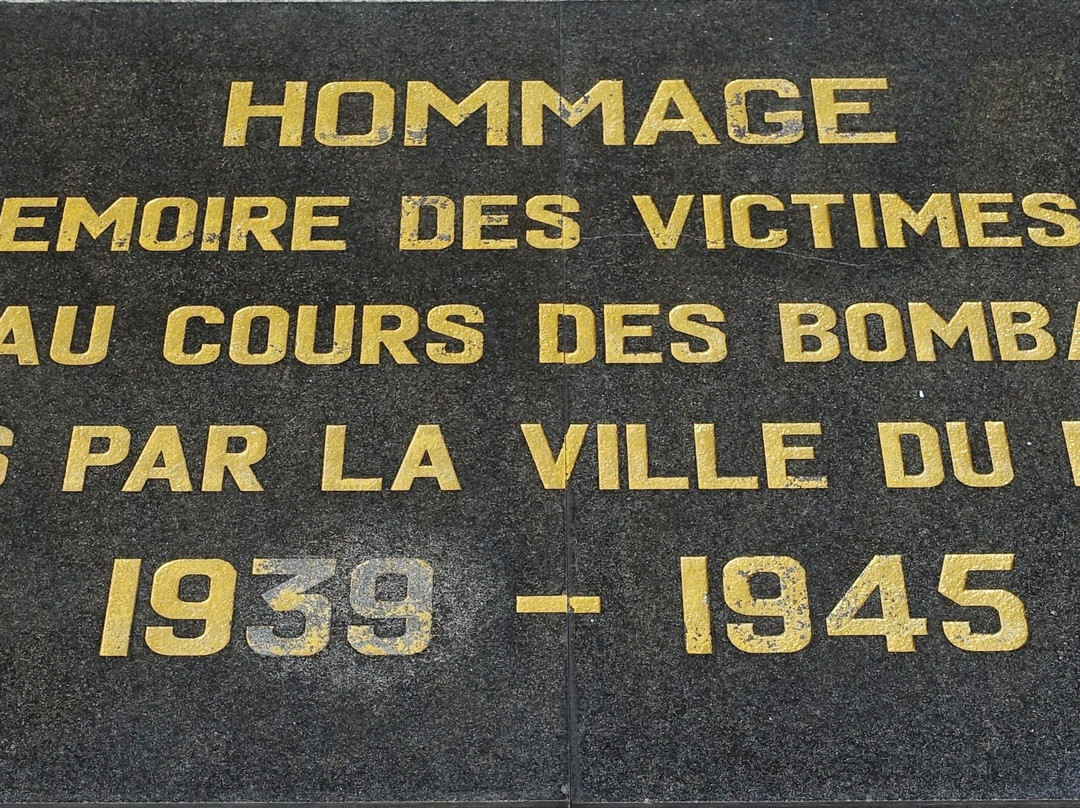 HOMMAGE
EMOIRE DES VICTIMES
AU COURS DES BOMBA
S PAR LA VILLE DU
1939 - 1945